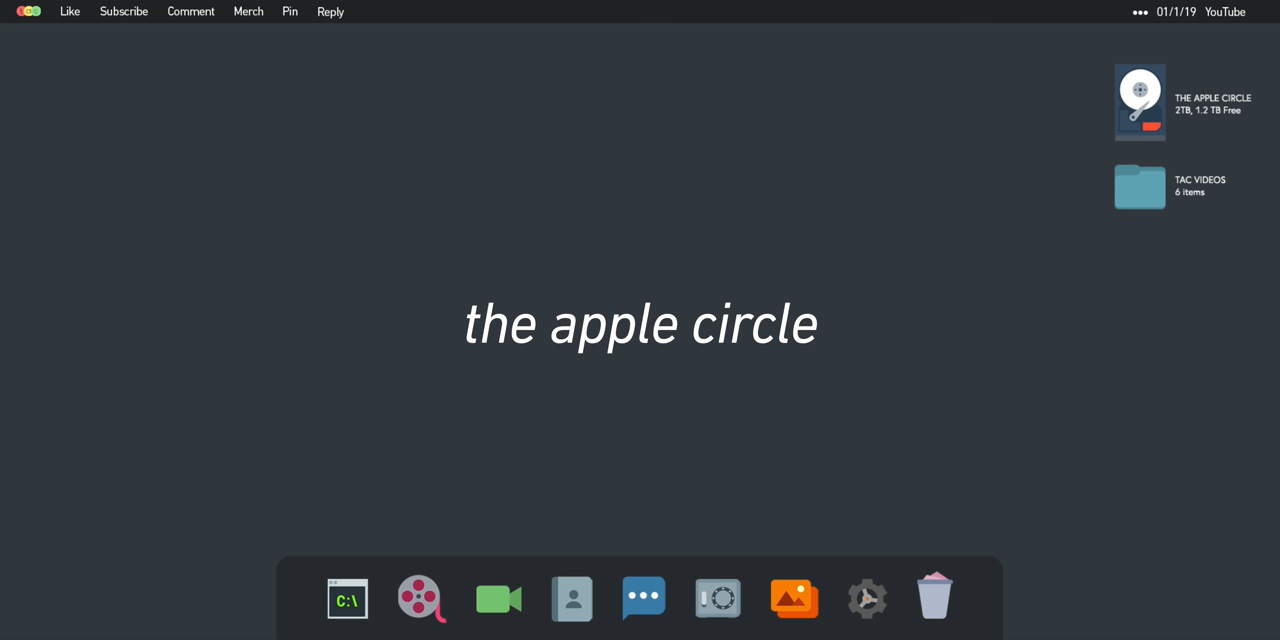 tac Like Subscribe Comment Merch Pin Reply ••• 01/1/19 YouTube
THE APPLE CIRCLE
2TB, 1.2 TB Free
TAC VIDEOS
6 items
the apple circle
C:\